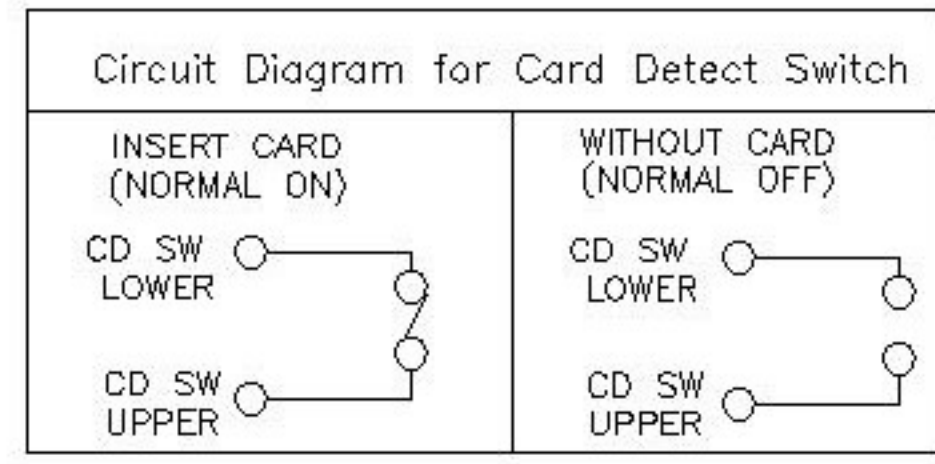 Circuit Diagram for Card Detect Switch
INSERT CARD
(NORMAL ON)
CD SW
LOWER
CD SW
UPPER
WITHOUT CARD
(NORMAL OFF)
CD SW
LOWER
CD SW
UPPER